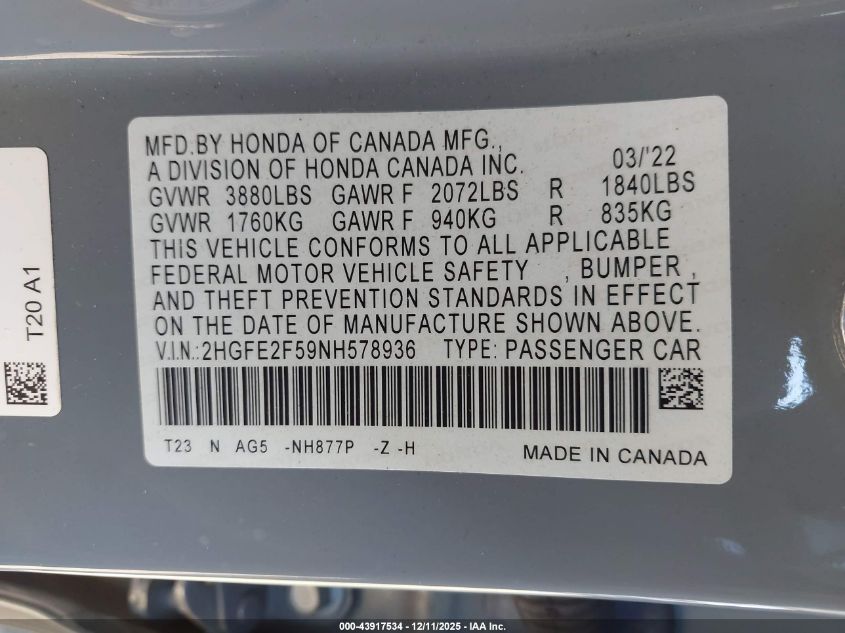 MFD.BY HONDA OF CANADA MFG.,
A DIVISION OF HONDA CANADA INC. 03/'22
GVWR 3880LBS GAWR F 2072LBS R 1840LBS
GVWR 1760KG GAWR F 940KG R 835KG
THIS VEHICLE CONFORMS TO ALL APPLICABLE
FEDERAL MOTOR VEHICLE SAFETY , BUMPER ,
AND THEFT PREVENTION STANDARDS IN EFFECT
ON THE DATE OF MANUFACTURE SHOWN ABOVE.
V.I.N.:2HGFE2F59NH578936 TYPE: PASSENGER CAR
T23 N AG5 -NH877P -Z -H MADE IN CANADA
T20 A1
000-43917534 - 12/11/2025 - IAA Inc.